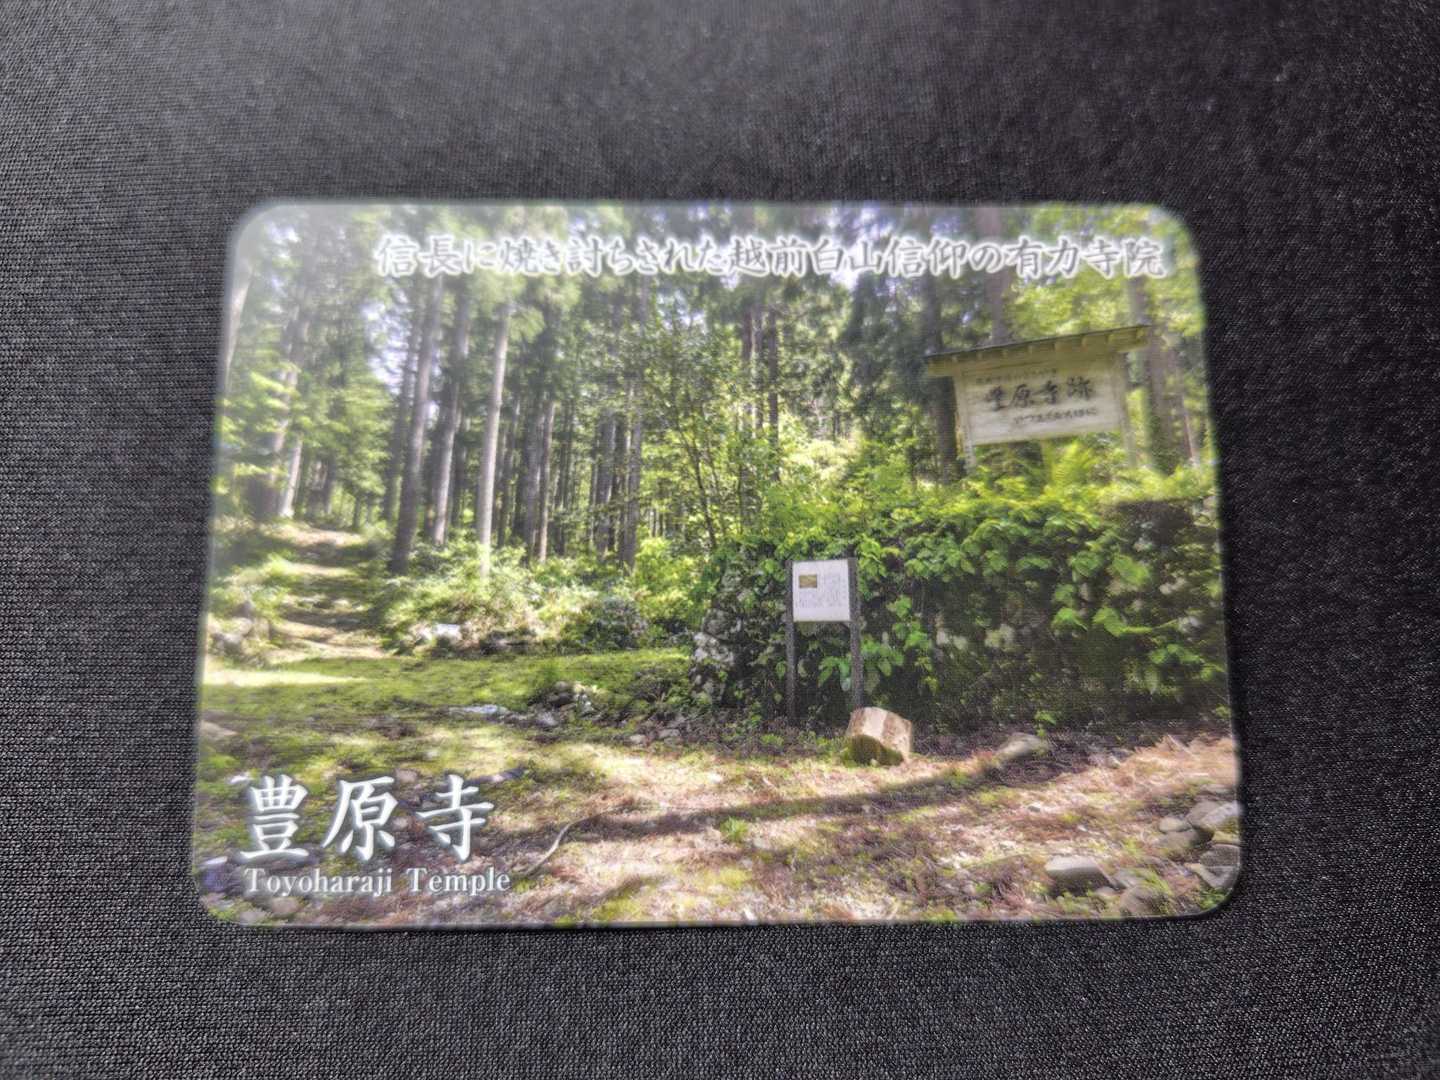 信長に焼き討ちされた越前白山信仰の有力寺院
豊原寺跡
豊原寺
Toyoharaji Temple